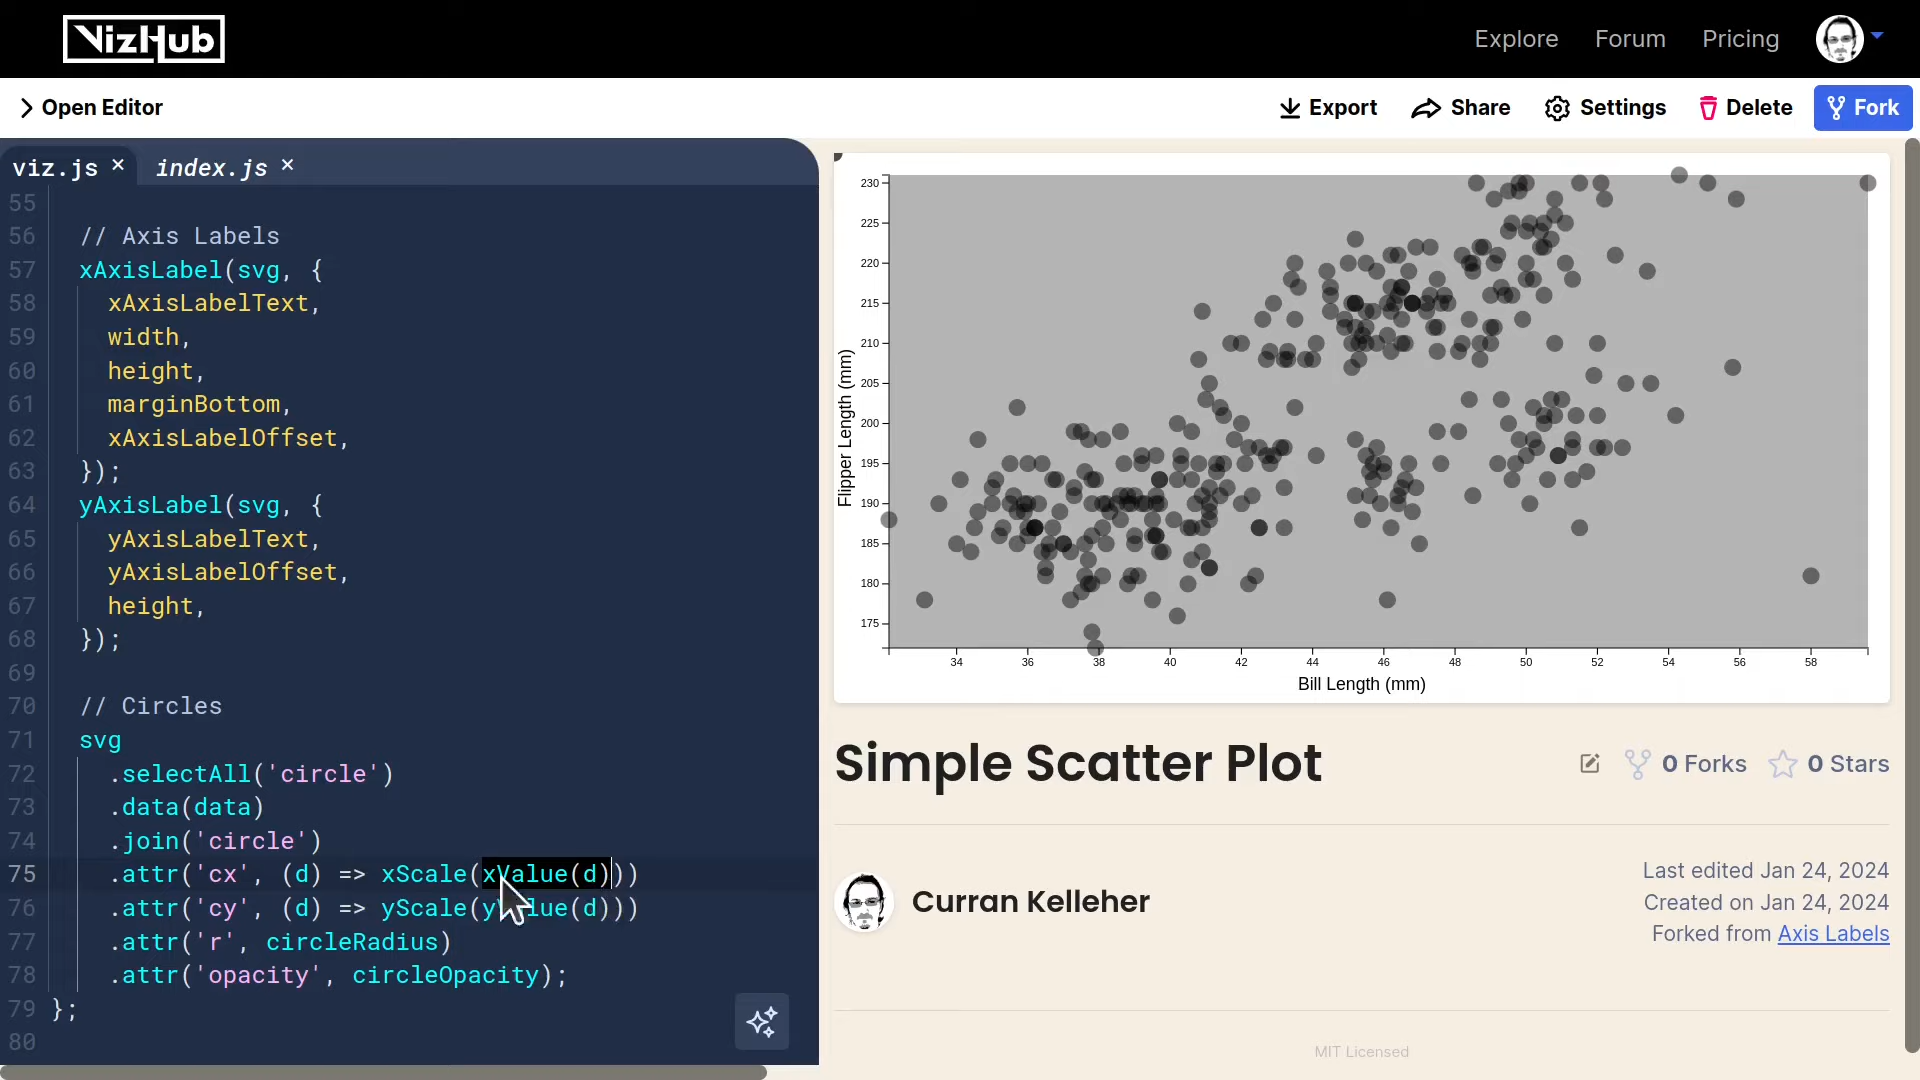 VizHub
Explore
Forum
Pricing
Open Editor
Export
Share
Settings
Delete
Fork
viz.js ×
index.js ×
55
56 // Axis Labels
57 xAxisLabel(svg, {
58 xAxisLabelText,
59 width,
60 height,
61 marginBottom,
62 xAxisLabelOffset,
63 });
64 yAxisLabel(svg, {
65 yAxisLabelText,
66 yAxisLabelOffset,
67 height,
68 });
69
70 // Circles
71 svg
72 .selectAll('circle')
73 .data(data)
74 .join('circle')
75 .attr('cx', (d) => xScale(xValue(d)))
76 .attr('cy', (d) => yScale(yValue(d)))
77 .attr('r', circleRadius)
78 .attr('opacity', circleOpacity);
79 };
80
230
225
220
215
210
205
200
195
190
185
180
175
Flipper Length (mm)
34 36 38 40 42 44 46 48 50 52 54 56 58
Bill Length (mm)
Simple Scatter Plot
0 Forks
0 Stars
Curran Kelleher
Last edited Jan 24, 2024
Created on Jan 24, 2024
Forked from Axis Labels
MIT Licensed